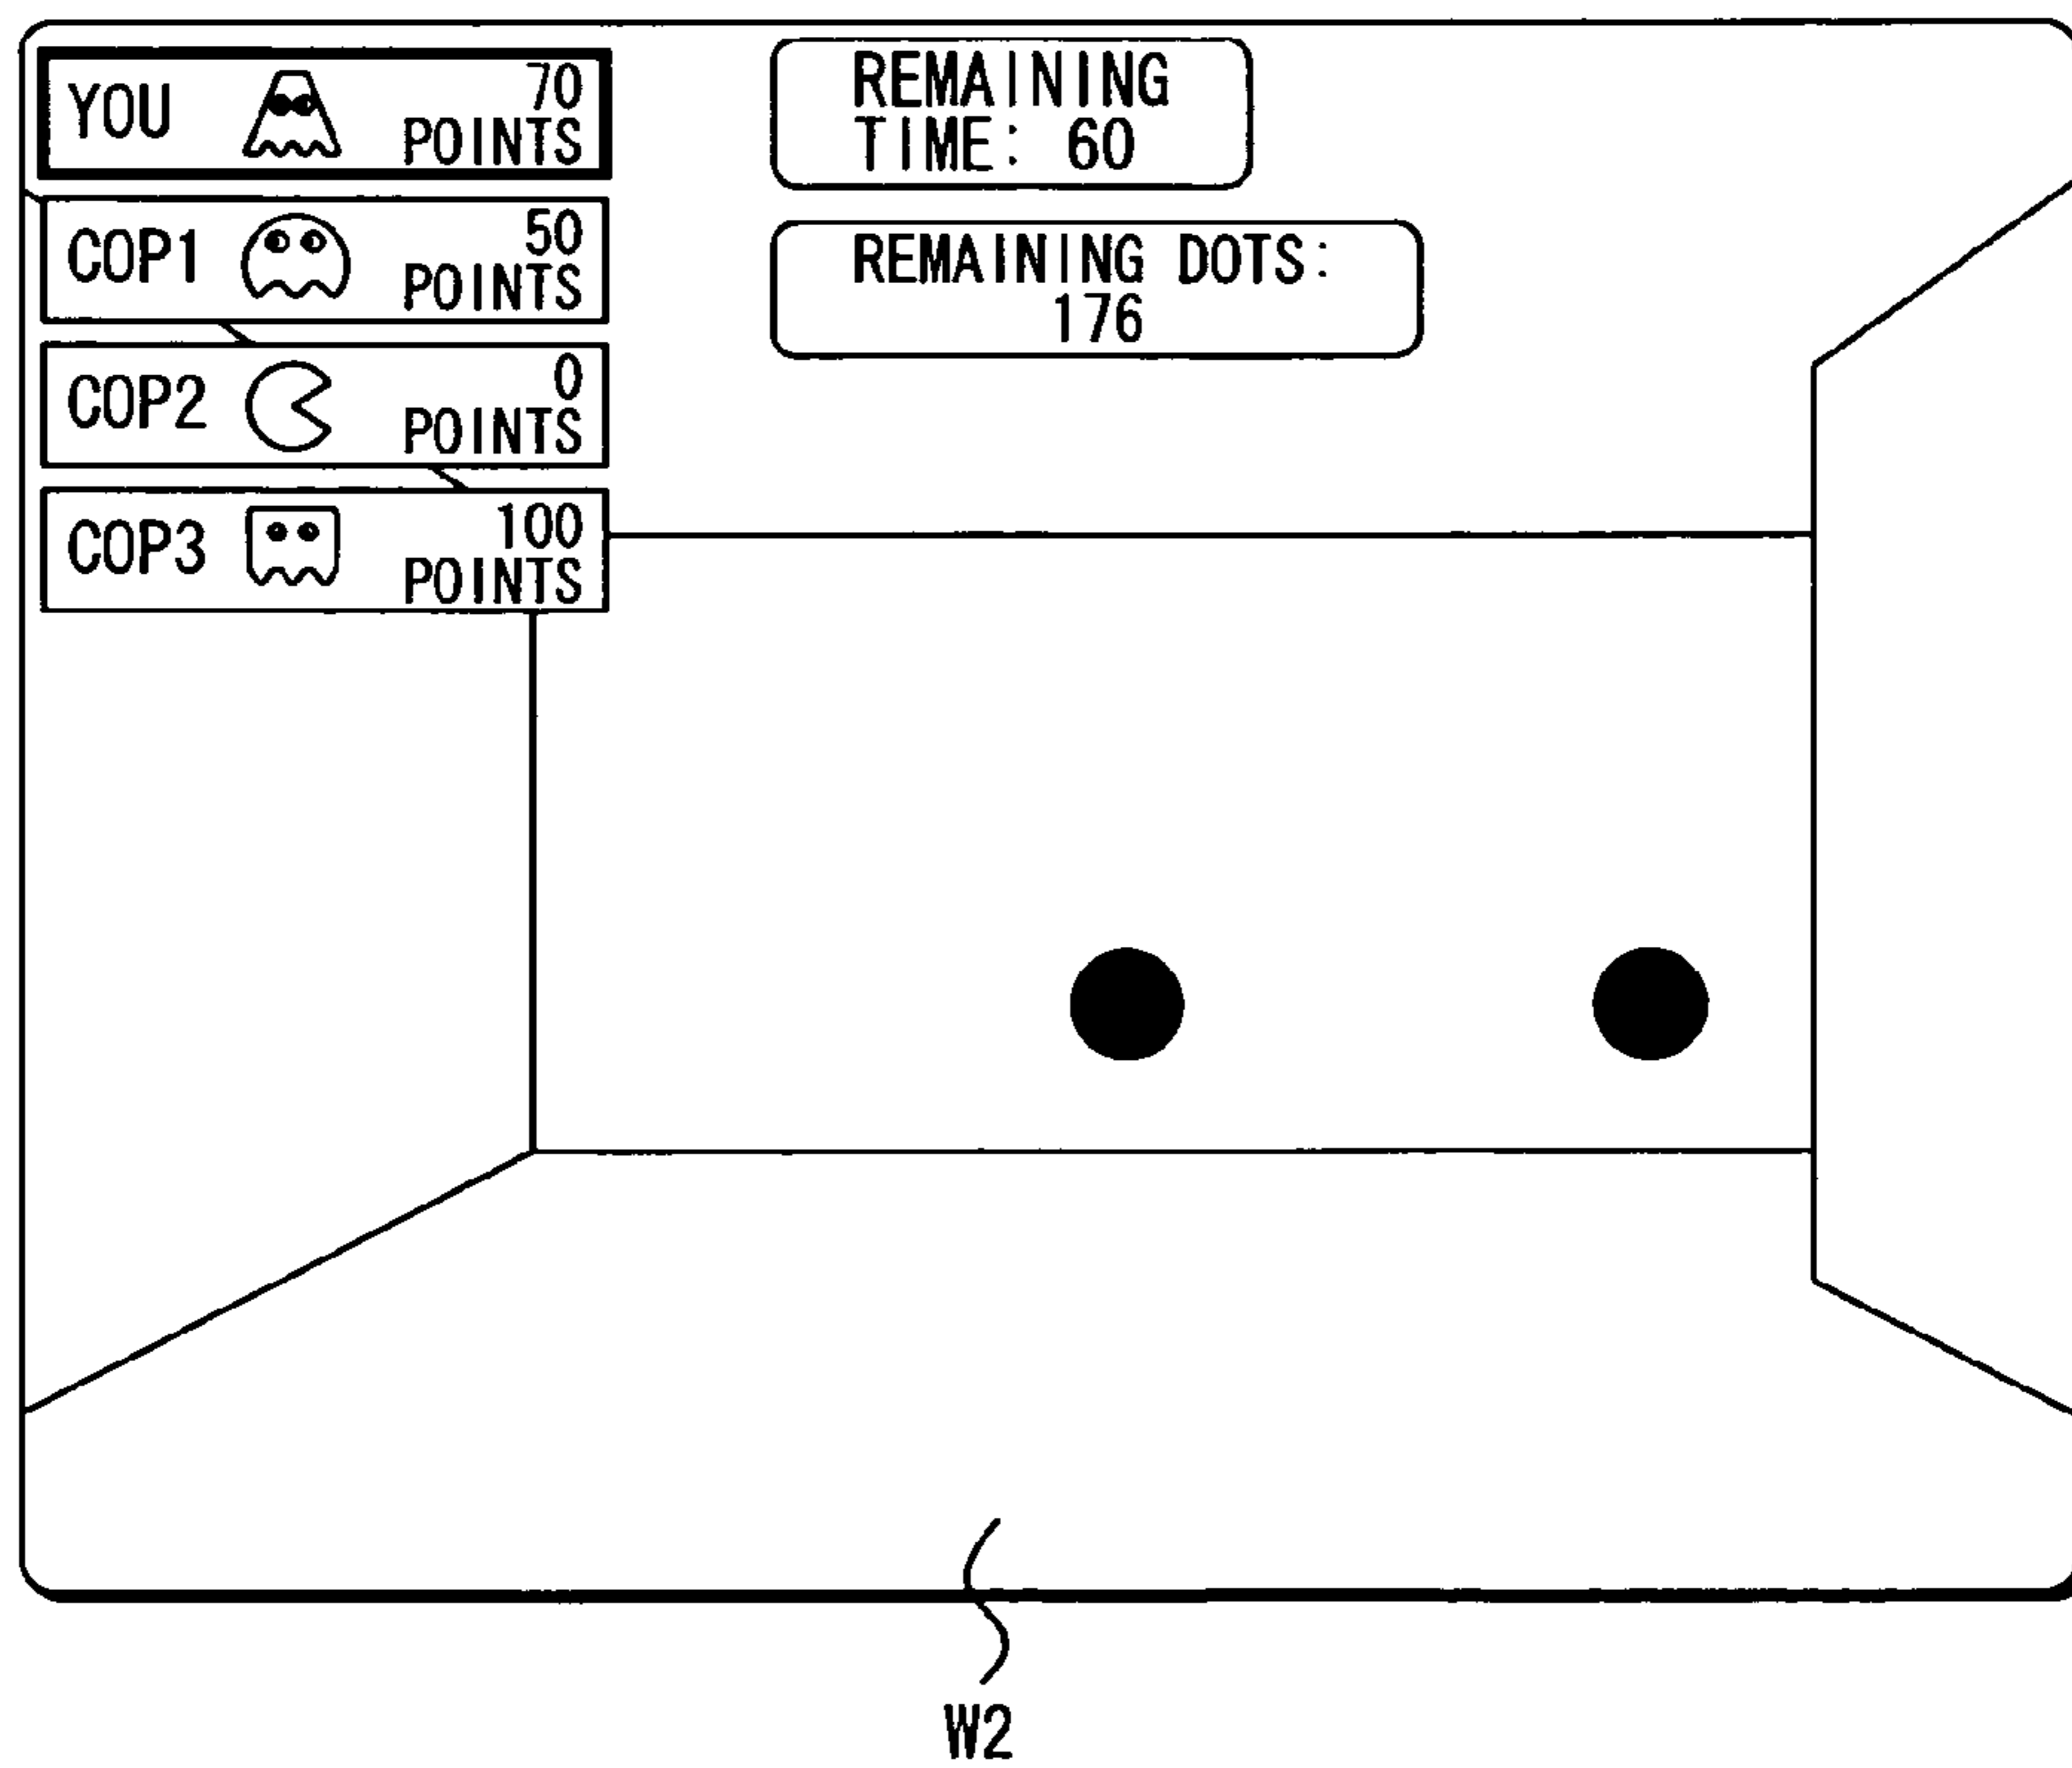 YOU
70
POINTS
COP1
50
POINTS
COP2
0
POINTS
COP3
100
POINTS
REMAINING
TIME: 60
REMAINING DOTS:
176
W2